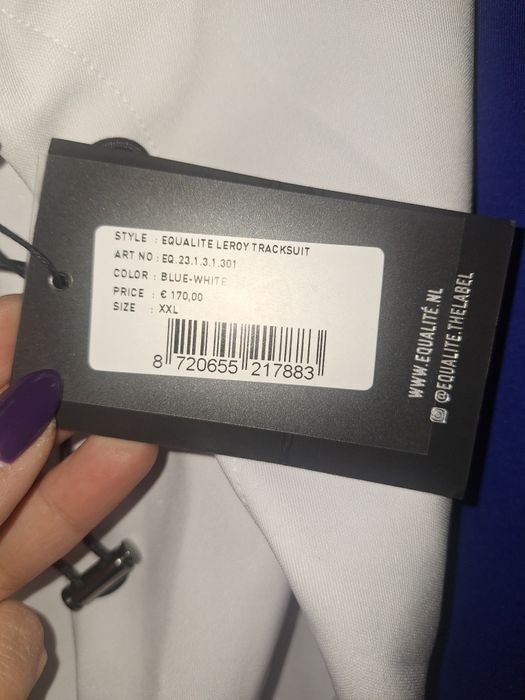 STYLE : EQUALITE LEROY TRACKSUIT
ART NO : EQ.23.1.3.1.301
COLOR : BLUE-WHITE
PRICE : € 170,00
SIZE : XXL
8 720655 217883
WWW.EQUALITÉ.NL
@EQUALITE.THELABEL